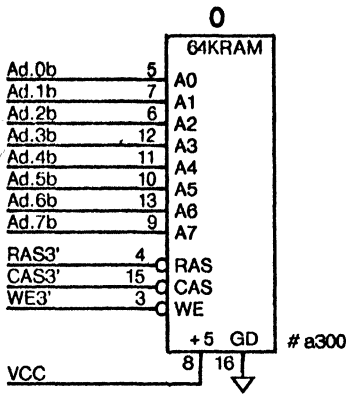 0
64KRAM
Ad.0b 5 A0
Ad.1b 7 A1
Ad.2b 6 A2
Ad.3b 12 A3
Ad.4b 11 A4
Ad.5b 10 A5
Ad.6b 13 A6
Ad.7b 9 A7
RAS3' 4 RAS
CAS3' 15 CAS
WE3' 3 WE
+5 GD # a300
VCC 8 16